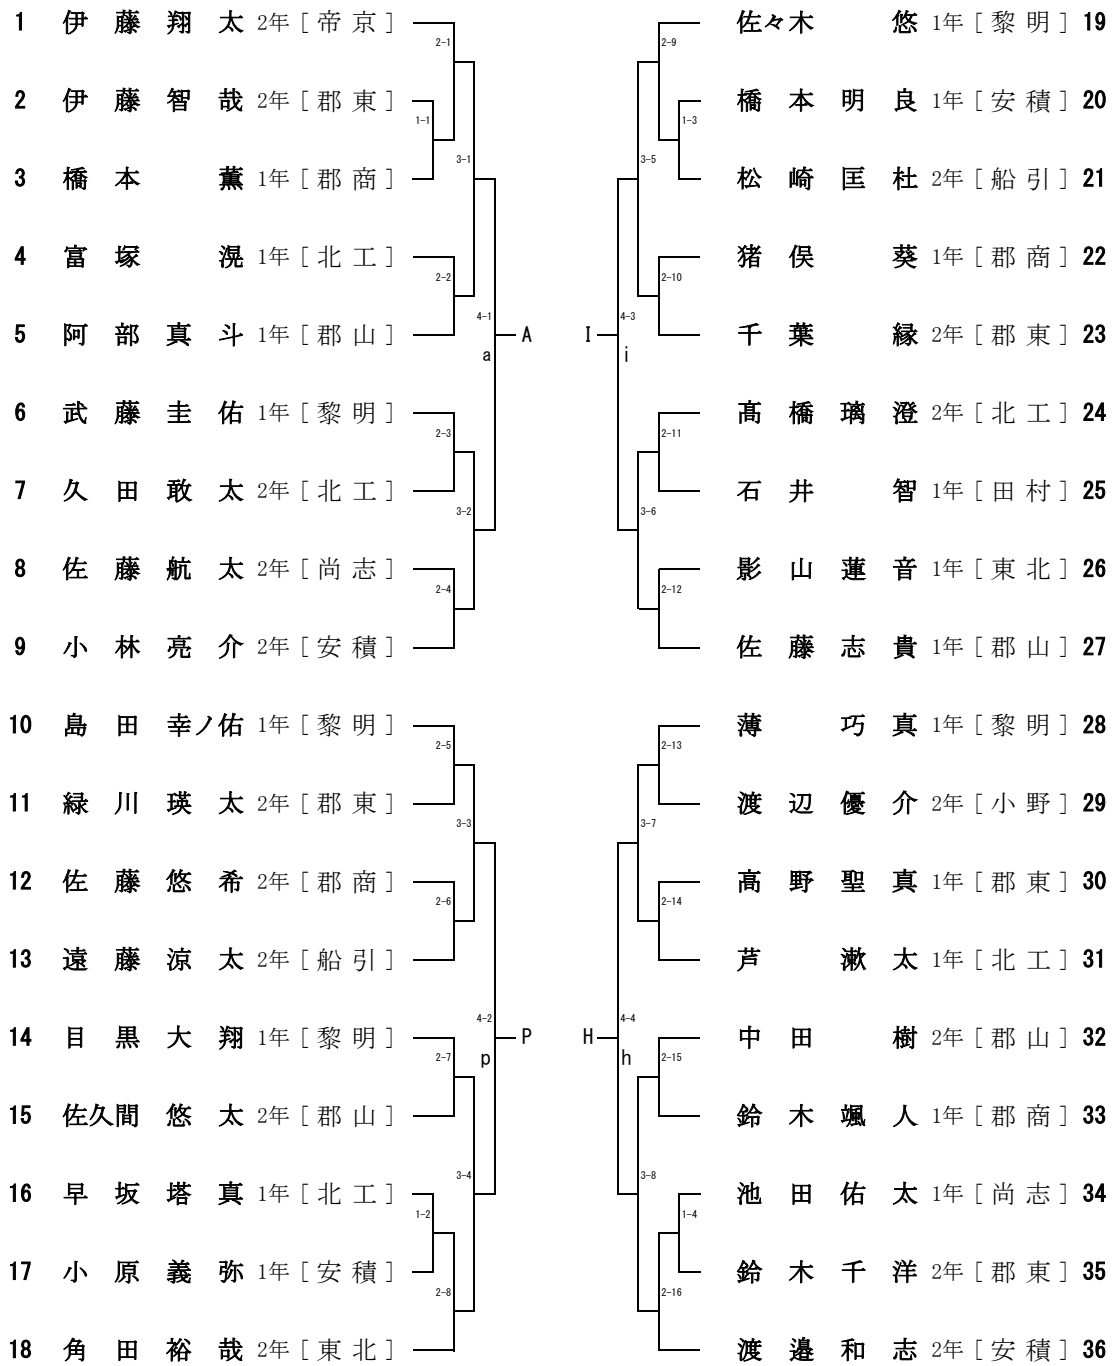 1 伊藤翔太 2年 [帝京] 佐々木悠 1年 [黎明] 19
2-1 2-9
2 伊藤智哉 2年 [郡東] 橋本明良 1年 [安積] 20
1-1 1-3
3-1 3-5
3 橋本薫 1年 [郡商] 松崎匡杜 2年 [船引] 21
4 富塚滉 1年 [北工] 猪俣葵 1年 [郡商] 22
2-2 2-10
4-1 4-3
5 阿部真斗 1年 [郡山] A I 千葉縁 2年 [郡東] 23
a i
6 武藤圭佑 1年 [黎明] 髙橋璃澄 2年 [北工] 24
2-3 2-11
7 久田敢太 2年 [北工] 石井智 1年 [田村] 25
3-2 3-6
8 佐藤航太 2年 [尚志] 影山蓮音 1年 [東北] 26
2-4 2-12
9 小林亮介 2年 [安積] 佐藤志貴 1年 [郡山] 27
10 島田幸ノ佑 1年 [黎明] 薄巧真 1年 [黎明] 28
2-5 2-13
11 緑川瑛太 2年 [郡東] 渡辺優介 2年 [小野] 29
3-3 3-7
12 佐藤悠希 2年 [郡商] 高野聖真 1年 [郡東] 30
2-6 2-14
13 遠藤涼太 2年 [船引] 芦漱太 1年 [北工] 31
4-2 4-4
14 目黒大翔 1年 [黎明] P H 中田樹 2年 [郡山] 32
2-7 p h 2-15
15 佐久間悠太 2年 [郡山] 鈴木颯人 1年 [郡商] 33
3-4 3-8
16 早坂塔真 1年 [北工] 池田佑太 1年 [尚志] 34
1-2 1-4
17 小原義弥 1年 [安積] 鈴木千洋 2年 [郡東] 35
2-8 2-16
18 角田裕哉 2年 [東北] 渡邉和志 2年 [安積] 36